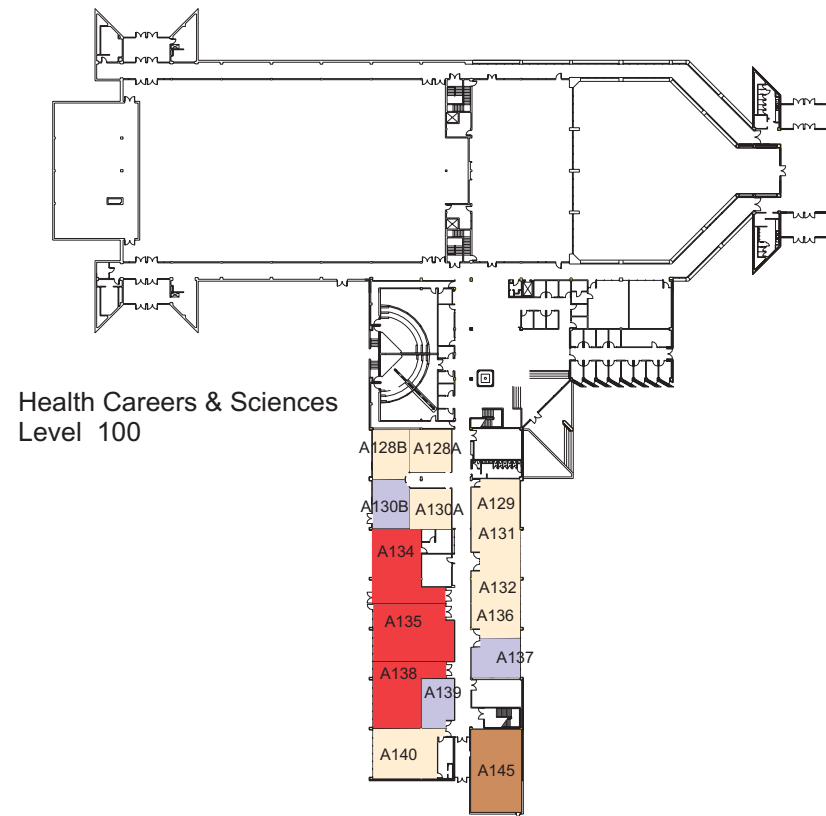 Health Careers & Sciences
Level 100
A128B A128A
A130B A130A
A129
A131
A134
A132
A136
A135
A137
A138
A139
A140
A145